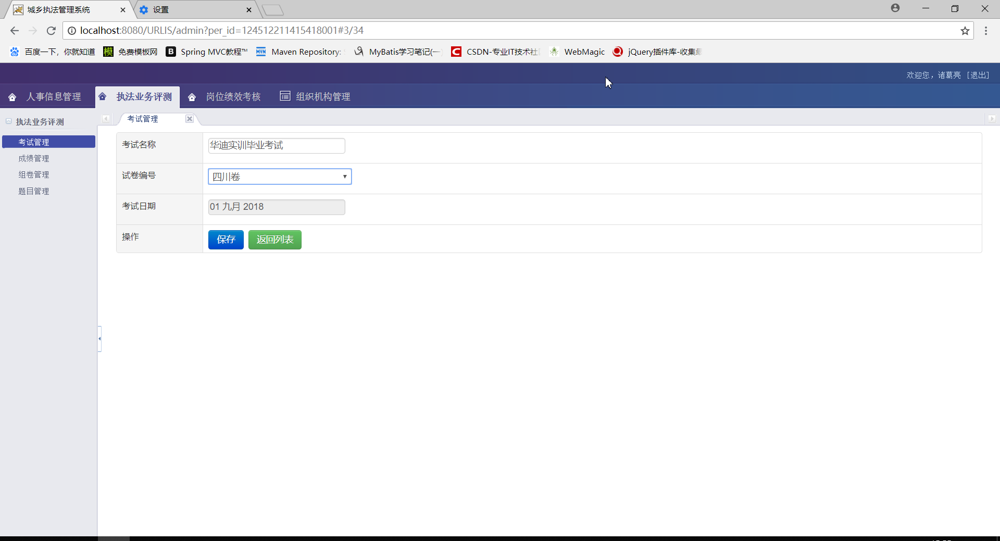 城乡执法管理系统
设置
localhost:8080/URLIS/admin?per_id=124512211415418001#3/34
百度一下，你就知道
免费模板网
Spring MVC教程™
Maven Repository:
MyBatis学习笔记(一
CSDN-专业IT技术社
WebMagic
jQuery插件库-收集最
欢迎您，诸葛亮 [退出]
人事信息管理
执法业务评测
岗位绩效考核
组织机构管理
执法业务评测
考试管理
成绩管理
组卷管理
题目管理
考试管理
考试名称
华迪实训毕业考试
试卷编号
四川卷
考试日期
01 九月 2018
操作
保存
返回列表